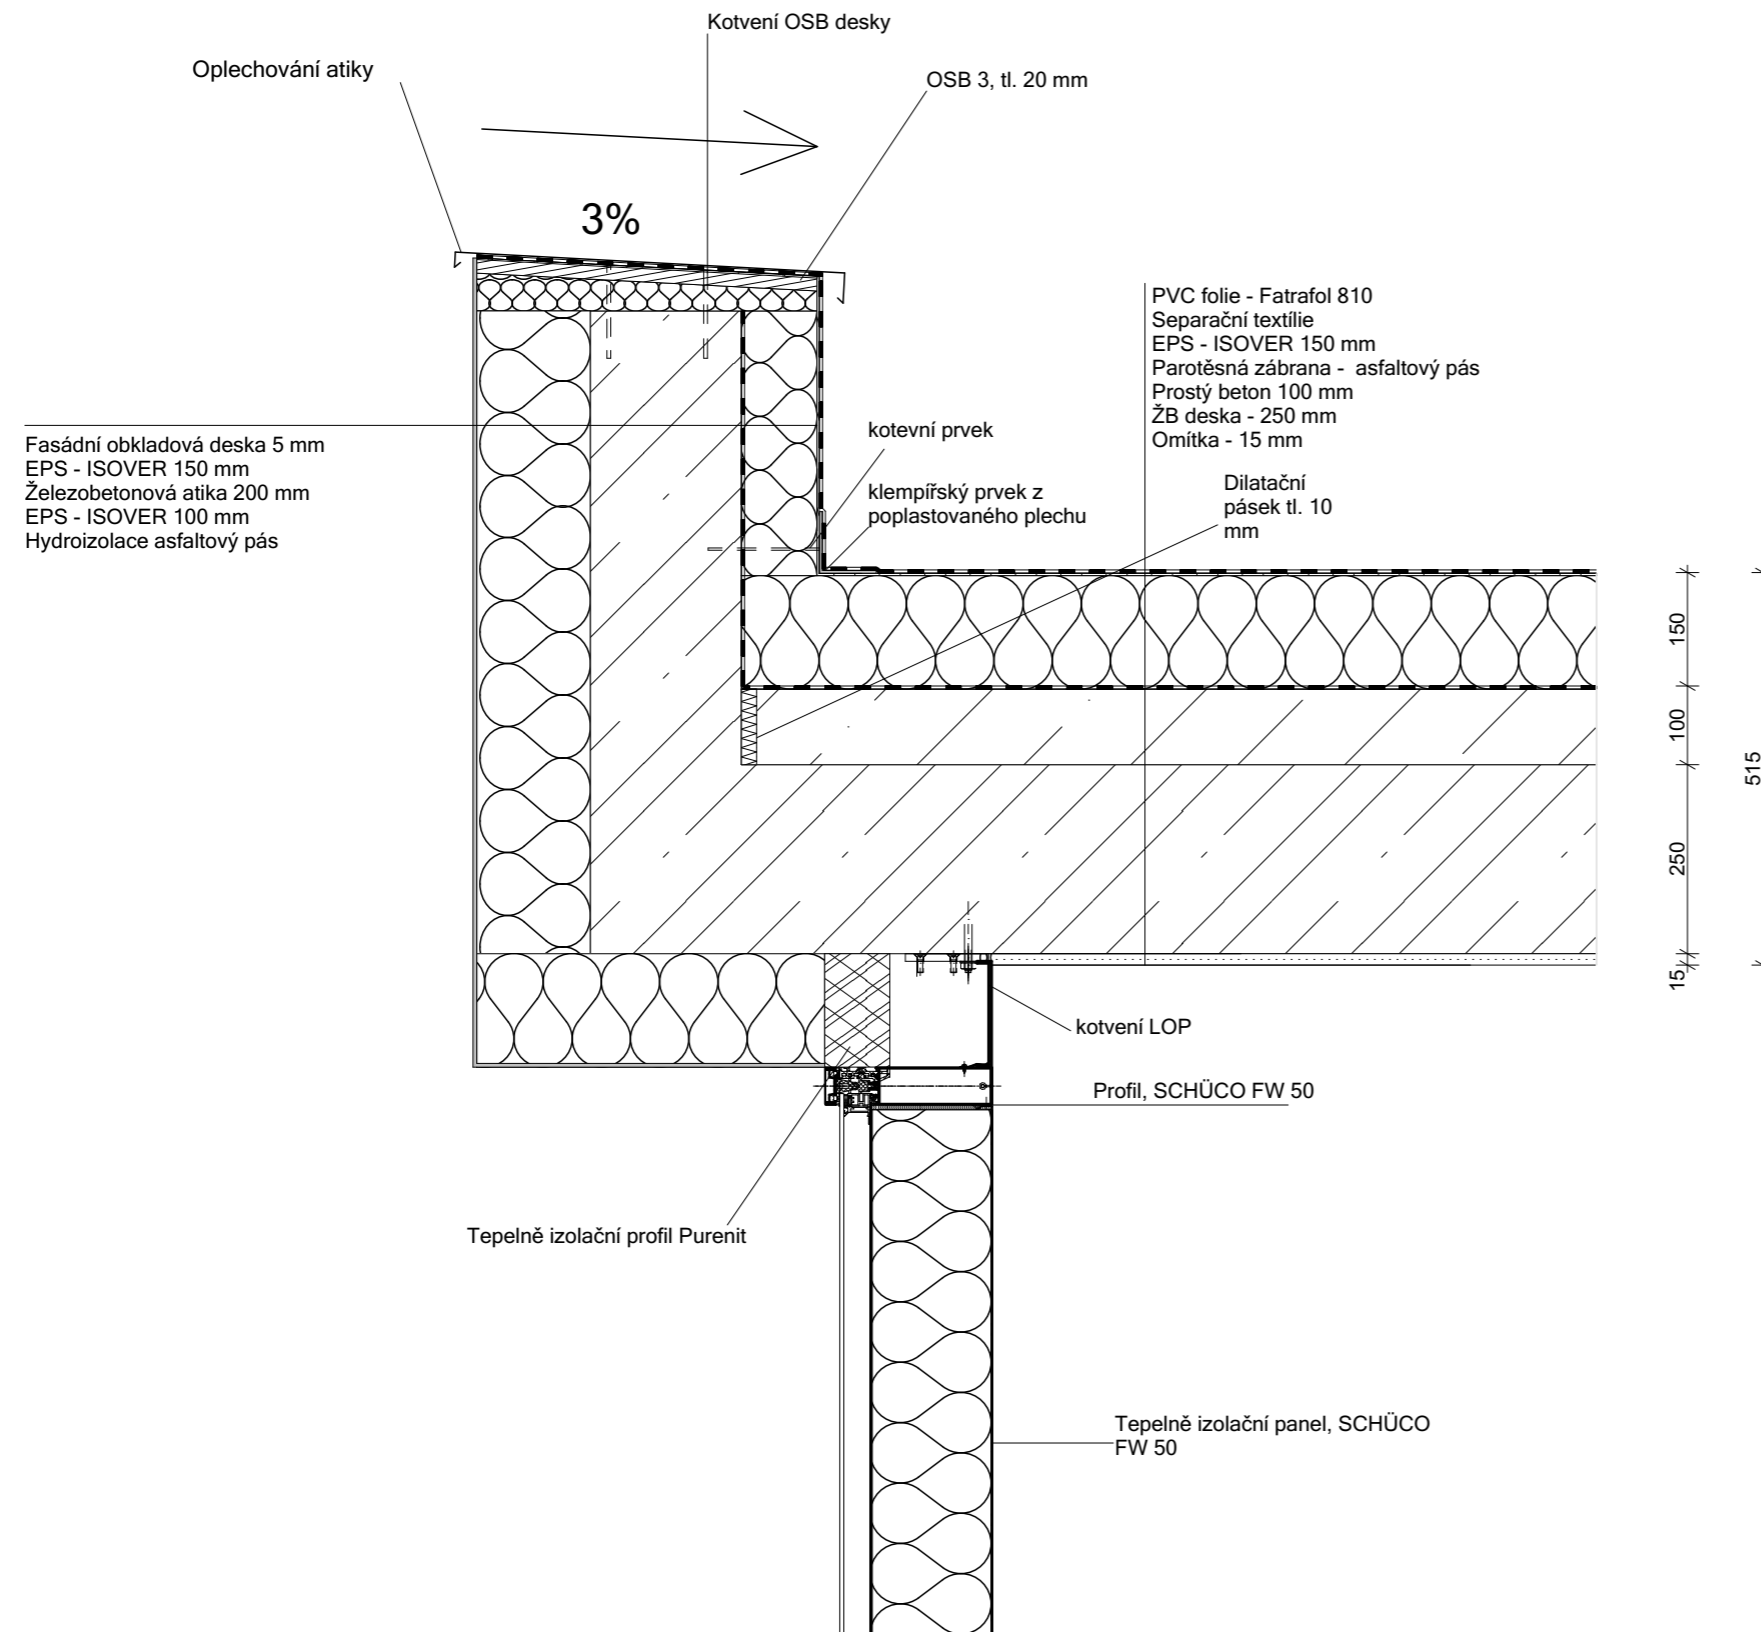 Kotvení OSB desky
Oplechování atiky
OSB 3, tl. 20 mm
3%
PVC folie - Fatrafol 810
Separační textílie
EPS - ISOVER 150 mm
Parotěsná zábrana - asfaltový pás
Prostý beton 100 mm
ŽB deska - 250 mm
Omítka - 15 mm
Fasádní obkladová deska 5 mm
EPS - ISOVER 150 mm
Železobetonová atika 200 mm
EPS - ISOVER 100 mm
Hydroizolace asfaltový pás
kotevní prvek
klempířský prvek z
poplastovaného plechu
Dilatační
pásek tl. 10
mm
150
100
515
250
15
kotvení LOP
Profil, SCHÜCO FW 50
Tepelně izolační profil Purenit
Tepelně izolační panel, SCHÜCO
FW 50